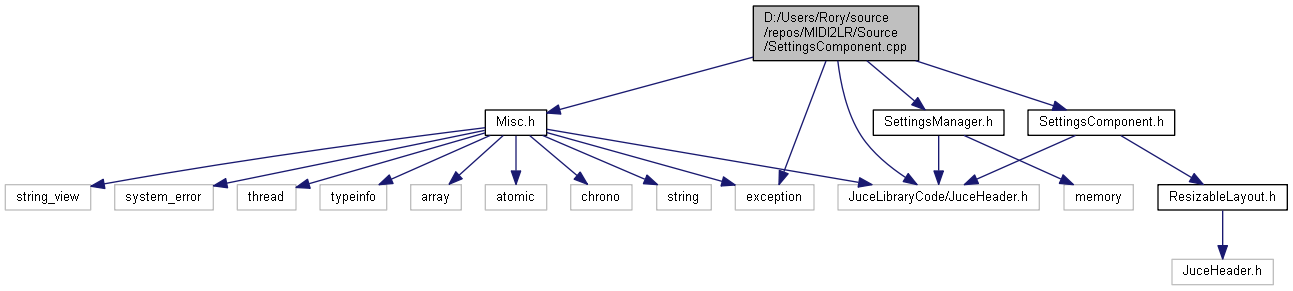 D:/Users/Rory/source
/repos/MIDI2LR/Source
/SettingsComponent.cpp
Misc.h
SettingsManager.h
SettingsComponent.h
string_view
system_error
thread
typeinfo
array
atomic
chrono
string
exception
JuceLibraryCode/JuceHeader.h
memory
ResizableLayout.h
JuceHeader.h